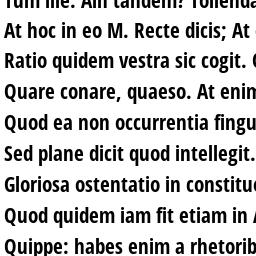 Tum ille: Ain tandem?
At hoc in eo M. Recte dicis; At
Ratio quidem vestra sic cogit.
Quare conare, quaeso. At enim
Quod ea non occurrentia fingu
Sed plane dicit quod intellegit.
Gloriosa ostentatio in constitue
Quod quidem iam fit etiam in
Quippe: habes enim a rhetorib